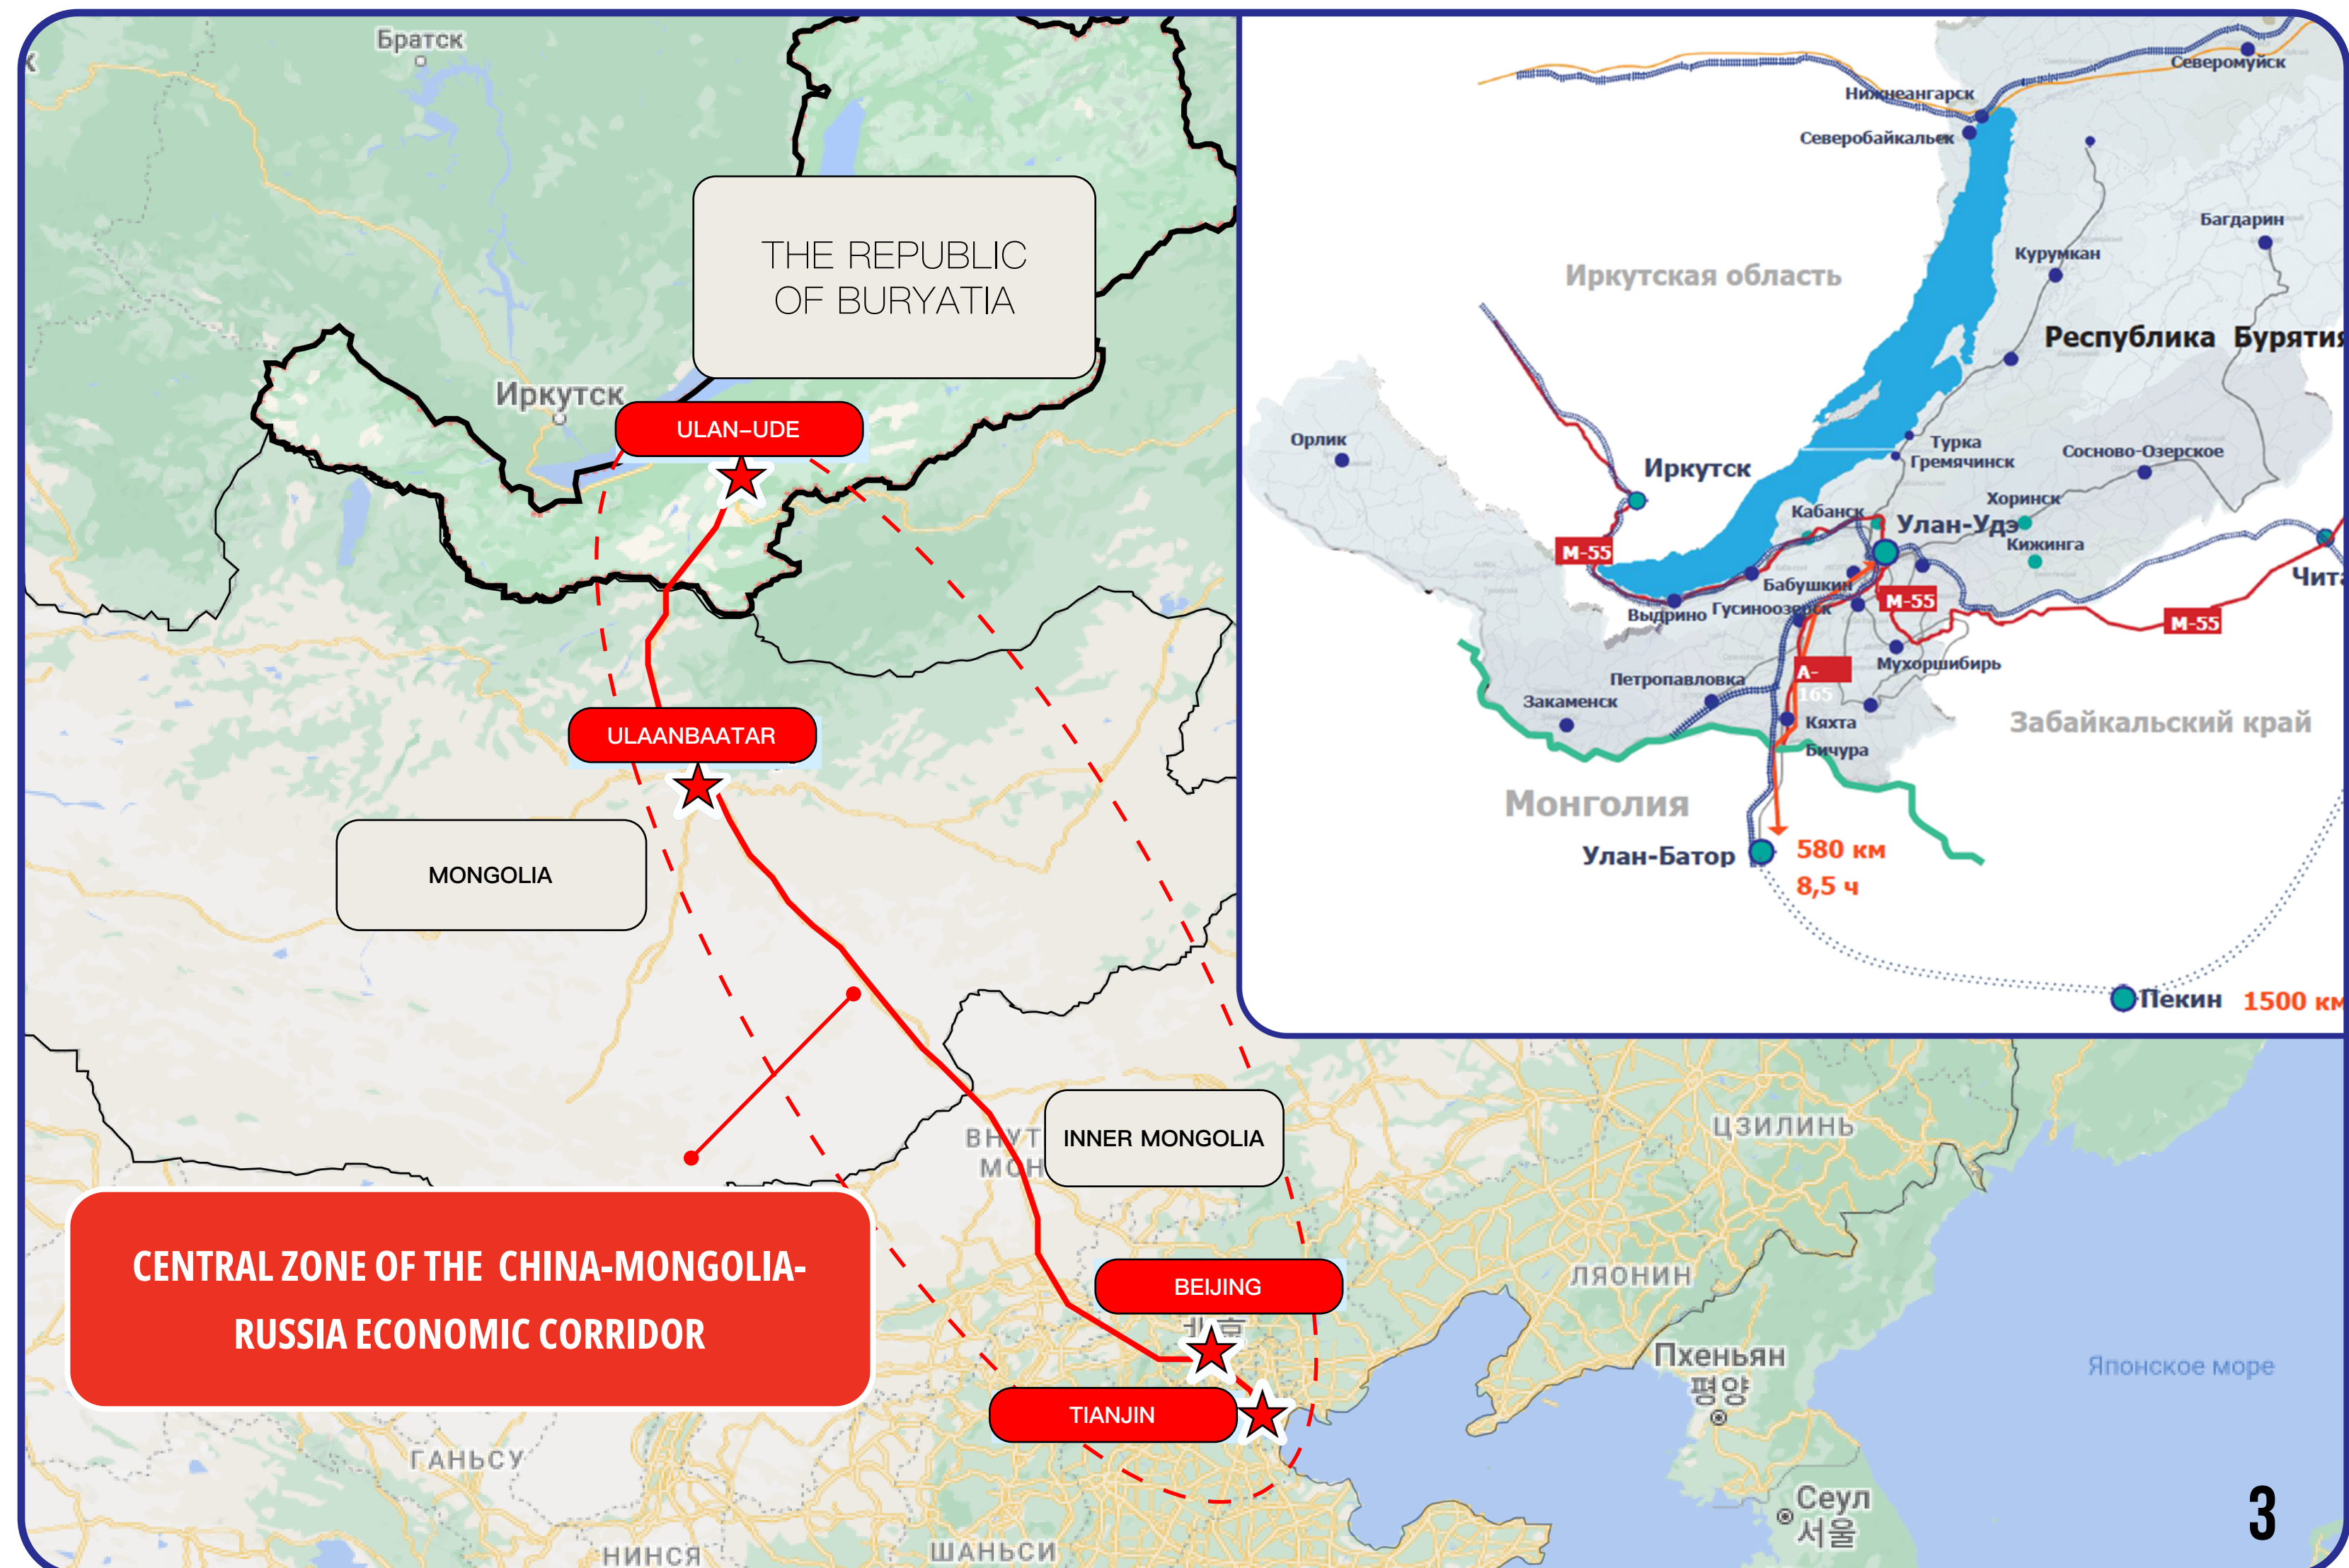 Братск
THE REPUBLIC
OF BURYATIA
Иркутск
ULAN-UDE
ULAANBAATAR
MONGOLIA
ВНУТ
МОН
INNER MONGOLIA
CENTRAL ZONE OF THE CHINA-MONGOLIA-
RUSSIA ECONOMIC CORRIDOR
BEIJING
TIANJIN
ГАНЬСУ
НИНСЯ
ШАНЬСИ
ЦЗИЛИНЬ
ЛЯОНИН
Пхеньян
평양
Японское море
Сеул
서울
3
Северомуйск
Нижнеангарск
Северобайкальск
Багдарин
Курумкан
Иркутская область
Республика Бурятия
Орлик
Иркутск
Турка
Гремячинск
Сосново-Озерское
Хоринск
Кабанск
Улан-Удэ
Кижинга
М-55
Чита
Бабушкин
М-55
Выдрино
Гусиноозерск
М-55
Мухоршибирь
А-
165
Петропавловка
Закаменск
Кяхта
Забайкальский край
Бичура
Монголия
Улан-Батор
580 км
8,5 ч
Пекин
1500 км